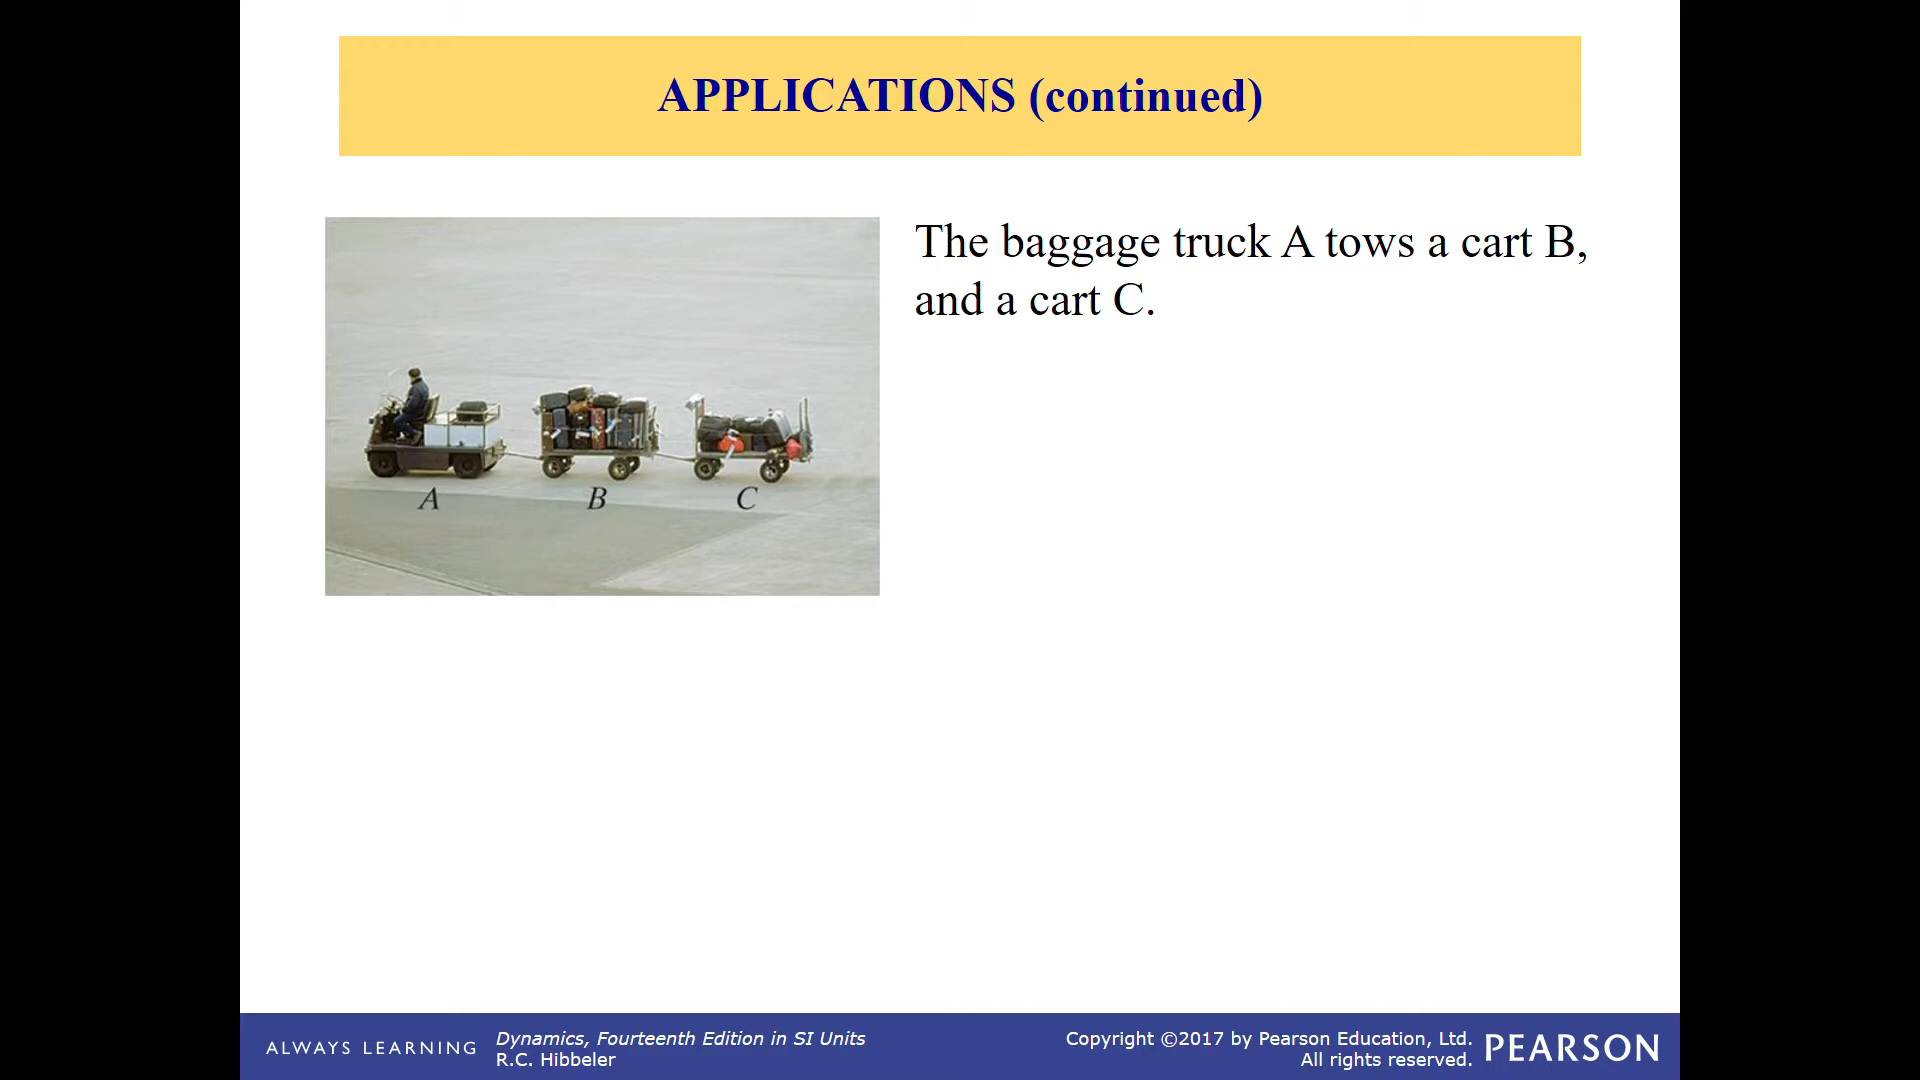 APPLICATIONS (continued)
The baggage truck A tows a cart B,
and a cart C.
A
B
C
ALWAYS LEARNING
Dynamics, Fourteenth Edition in SI Units
R.C. Hibbeler
Copyright ©2017 by Pearson Education, Ltd.
All rights reserved.
PEARSON